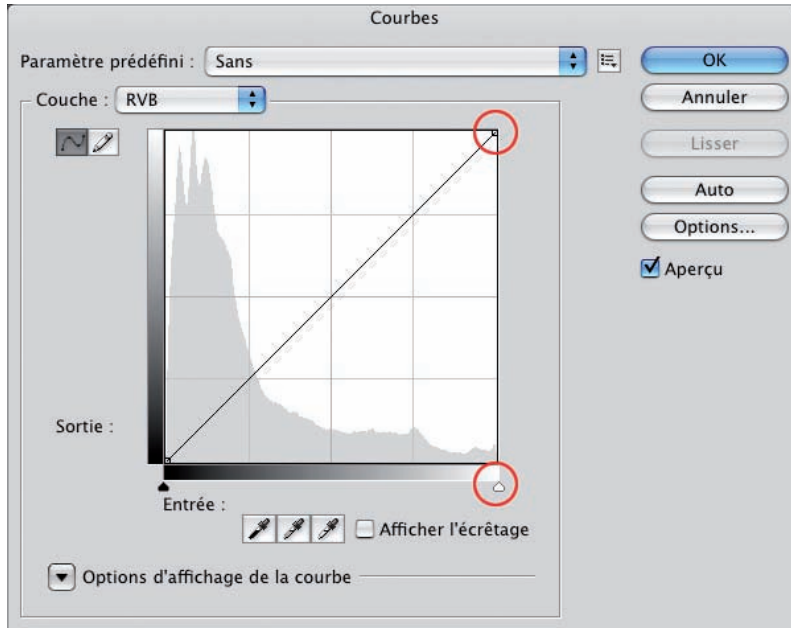 Courbes
Paramètre prédéfini : Sans
OK
Couche : RVB
Annuler
Lisser
Auto
Options...
Aperçu
Sortie :
Entrée :
Afficher l'écrêtage
Options d'affichage de la courbe